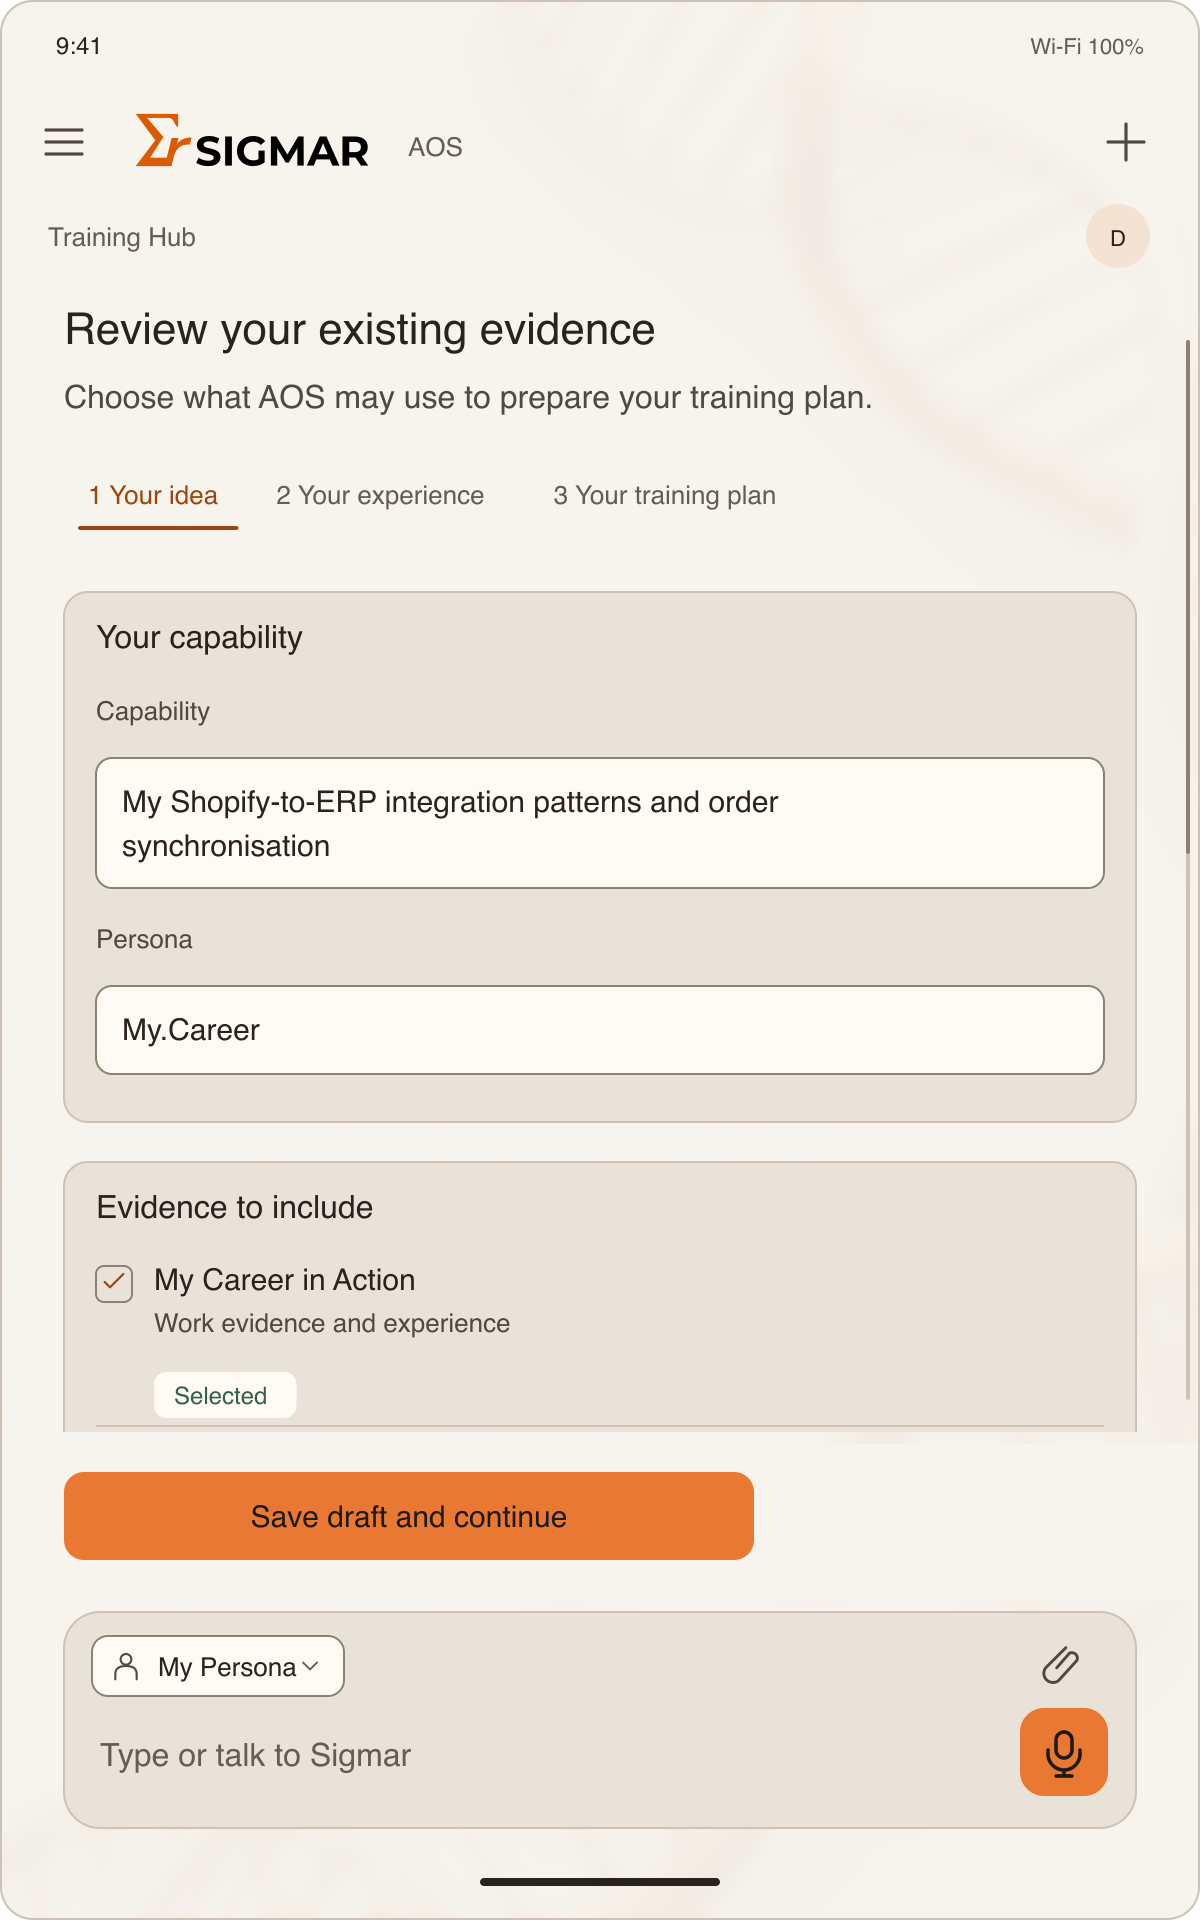 9:41
Wi-Fi 100%
Σr SIGMAR AOS
Training Hub
D
Review your existing evidence
Choose what AOS may use to prepare your training plan.
1 Your idea
2 Your experience
3 Your training plan
Your capability
Capability
My Shopify-to-ERP integration patterns and order
synchronisation
Persona
My.Career
Evidence to include
My Career in Action
Work evidence and experience
Selected
Save draft and continue
My Persona
Type or talk to Sigmar